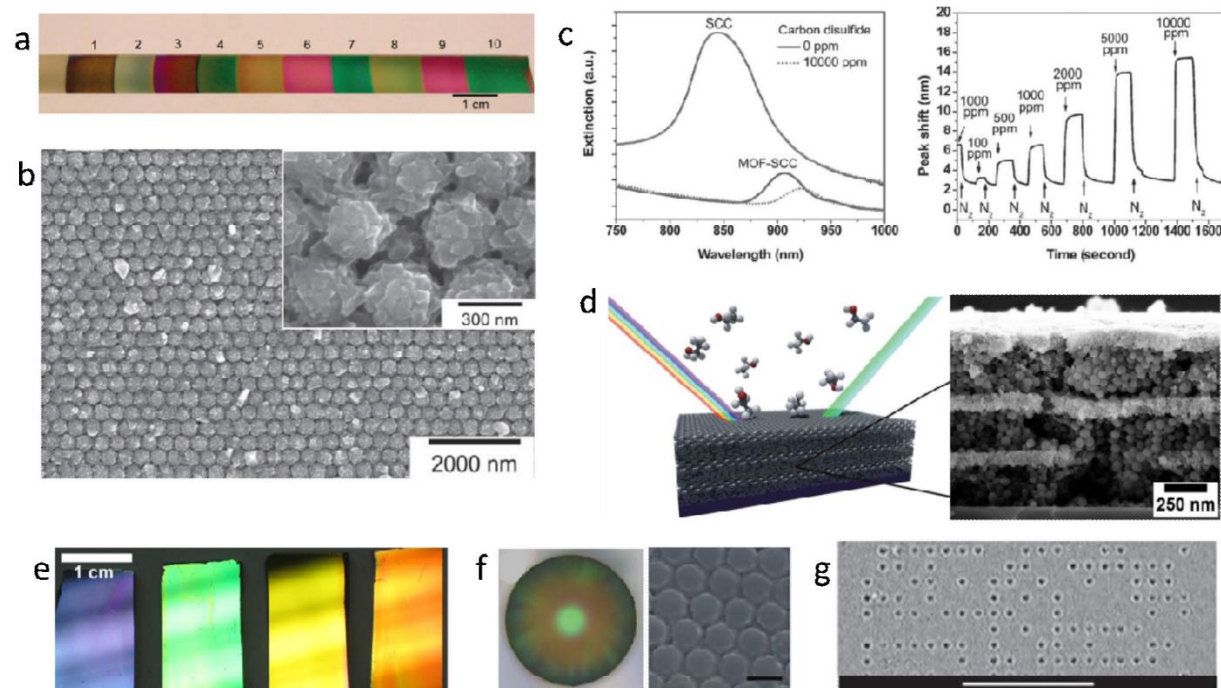 a
1 2 3 4 5 6 7 8 9 10
1 cm
b
300 nm
2000 nm
c
SCC
Carbon disulfide
0 ppm
10000 ppm
MOF-SCC
Extinction (a.u.)
750 800 850 900 950 1000
Wavelength (nm)
20
18
16
14
12
10
8
6
4
2
0
Peak shift (nm)
1000 ppm
100 ppm
500 ppm
1000 ppm
2000 ppm
5000 ppm
10000 ppm
N2 N2 N2 N2 N2 N2 N2
0 200 400 600 800 1000 1200 1400 1600
Time (second)
d
250 nm
e
1 cm
f
g